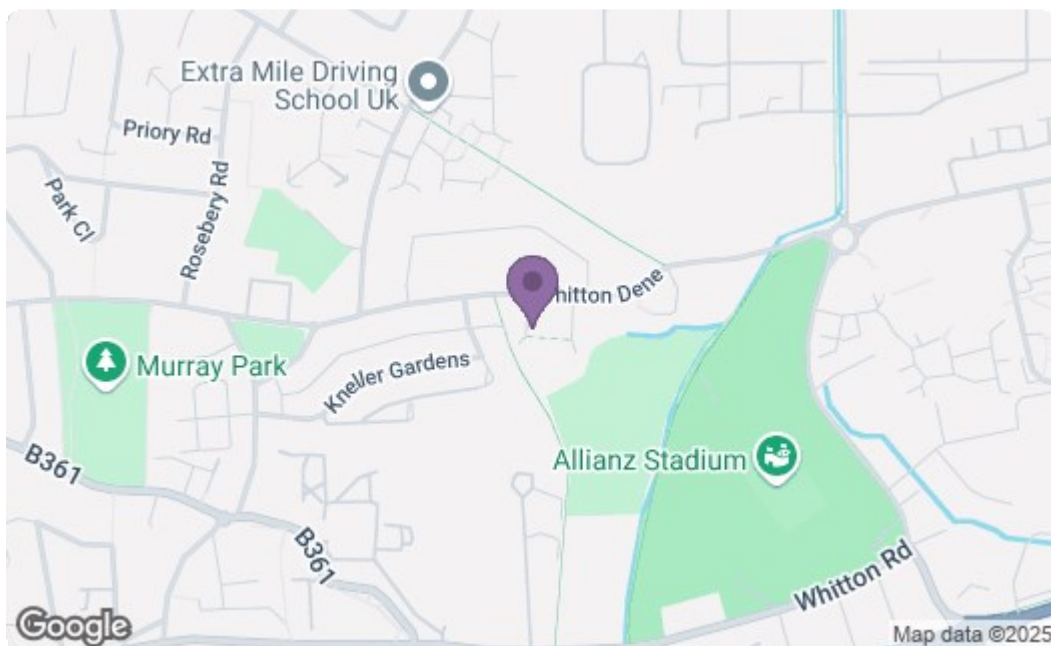 Extra Mile Driving
School Uk
Priory Rd
Park Cl
Rosebery Rd
hitton Dene
Murray Park
Kneller Gardens
B361
Allianz Stadium
B361
Whitton Rd
Google
Map data ©2025